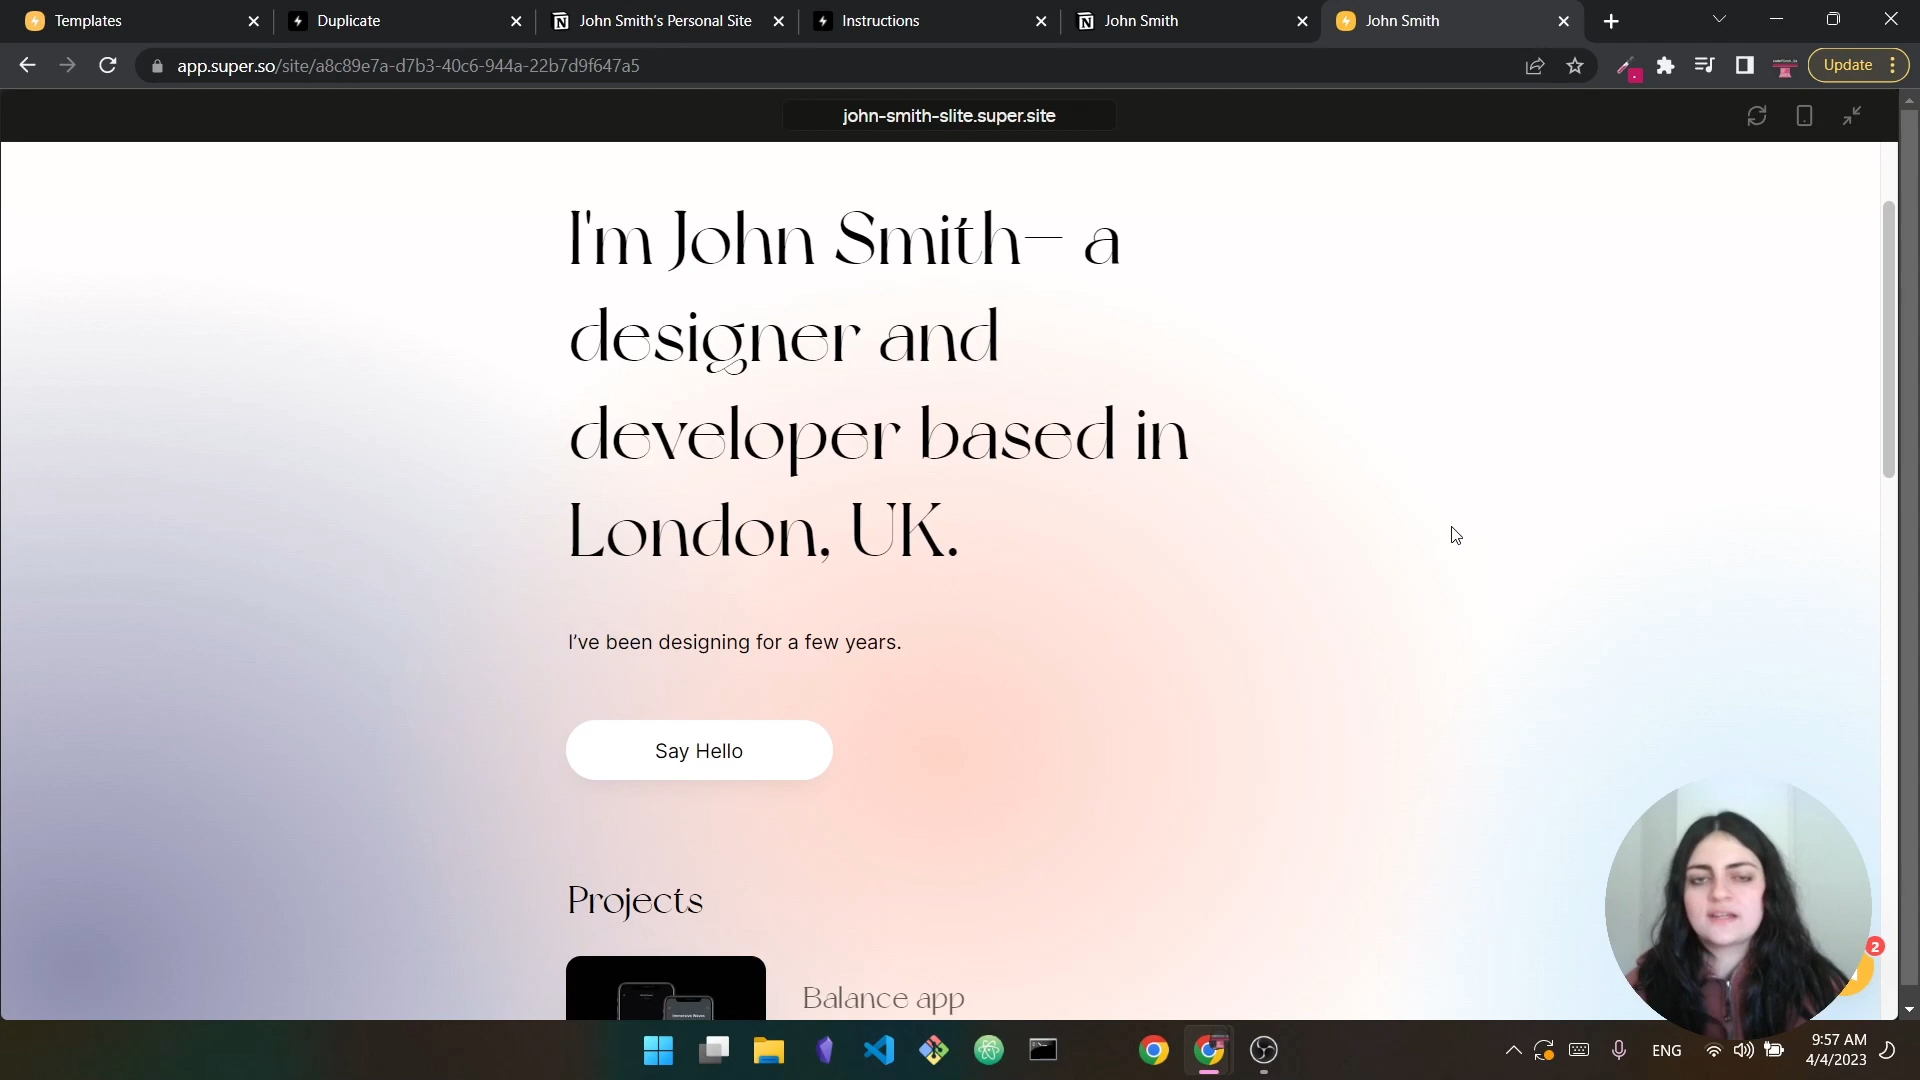 Templates
Duplicate
John Smith's Personal Site
Instructions
John Smith
John Smith
app.super.so/site/a8c89e7a-d7b3-40c6-944a-22b7d9f647a5
Update
john-smith-slite.super.site
I'm John Smith— a
designer and
developer based in
London, UK.
I've been designing for a few years.
Say Hello
Projects
Balance app
2
ENG
9:57 AM
4/4/2023